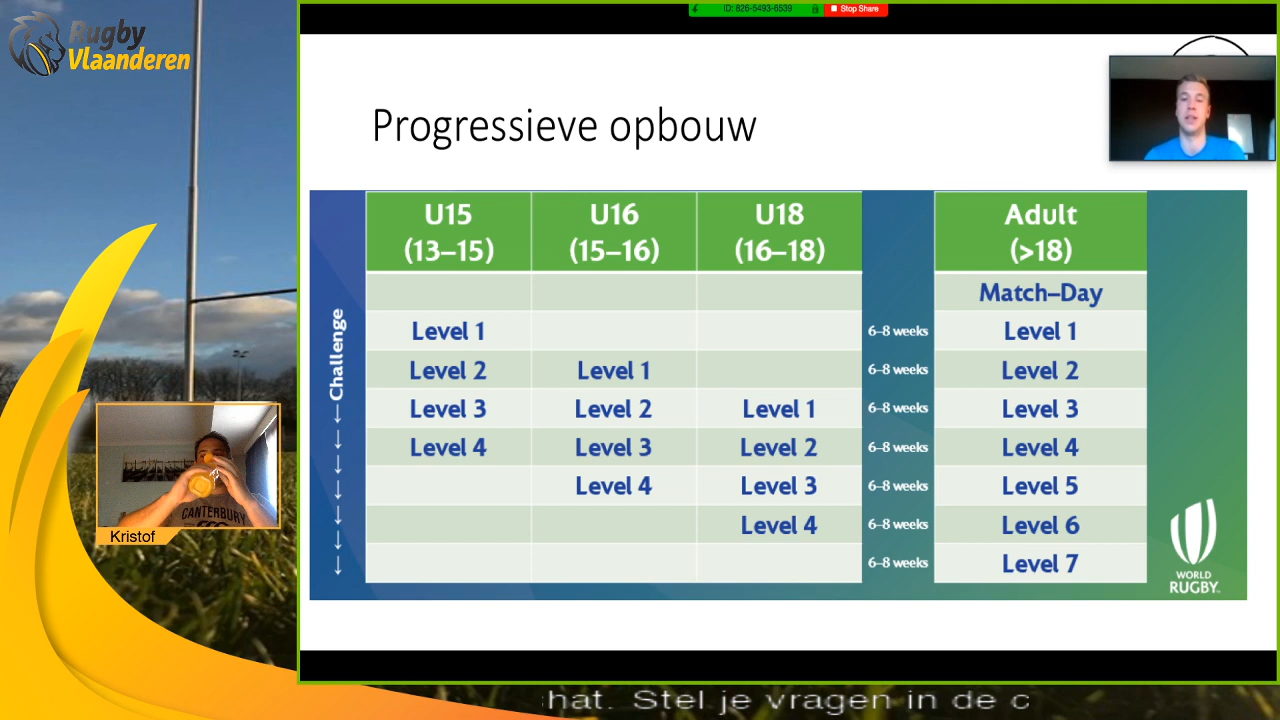 Rugby
Vlaanderen
ID: 826-5493-6539
Stop Share
Progressieve opbouw
U15 U16 U18 Adult
(13–15) (15–16) (16–18) (>18)
Match–Day
Level 1 6–8 weeks Level 1
Level 2 Level 1 6–8 weeks Level 2
Level 3 Level 2 Level 1 6–8 weeks Level 3
Level 4 Level 3 Level 2 6–8 weeks Level 4
Level 4 Level 3 6–8 weeks Level 5
Level 4 6–8 weeks Level 6
6–8 weeks Level 7
Challenge
WORLD
RUGBY
CANTERBURY
Kristof
hat. Stel je vragen in de c